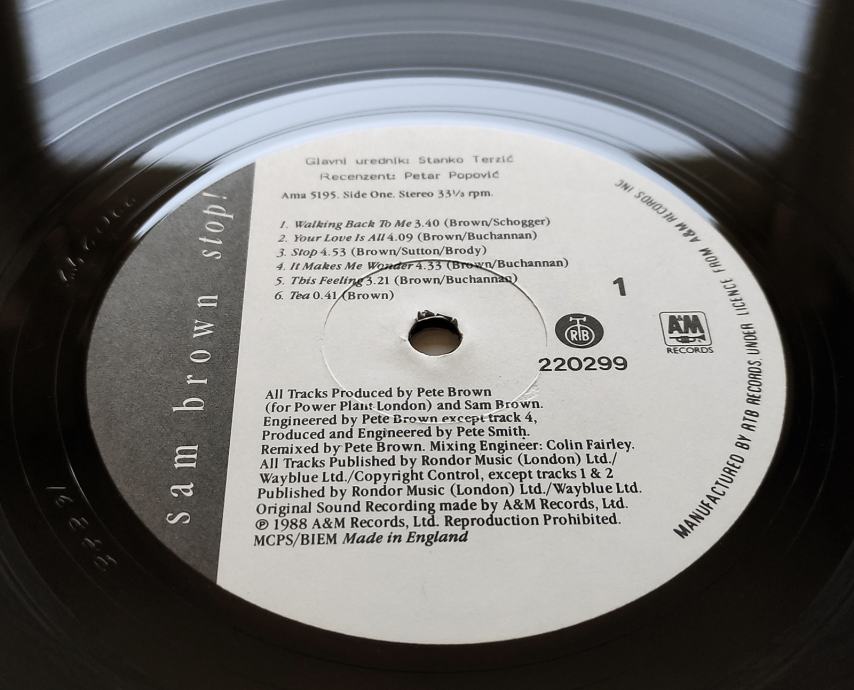 Glavni urednik: Stanko Terzić
Recenzent: Petar Popović
Ama 5195. Side One. Stereo 33⅓ rpm.
1. Walking Back To Me 3.40 (Brown/Schogger)
2. Your Love Is All 4.09 (Brown/Buchannan)
3. Stop 4.53 (Brown/Sutton/Brody)
4. It Makes Me Wonder 4.33 (Brown/Buchannan)
5. This Feeling 3.21 (Brown/Buchannan)
6. Tea 0.41 (Brown)
1
RTB
A&M
RECORDS
220299
All Tracks Produced by Pete Brown
(for Power Plant London) and Sam Brown.
Engineered by Pete Brown except track 4,
Produced and Engineered by Pete Smith.
Remixed by Pete Brown. Mixing Engineer: Colin Fairley.
All Tracks Published by Rondor Music (London) Ltd./
Wayblue Ltd./Copyright Control, except tracks 1 & 2
Published by Rondor Music (London) Ltd./Wayblue Ltd.
Original Sound Recording made by A&M Records, Ltd.
℗ 1988 A&M Records, Ltd. Reproduction Prohibited.
MCPS/BIEM Made in England
sam brown stop!
MANUFACTURED BY RTB RECORDS UNDER LICENCE FROM A&M RECORDS INC